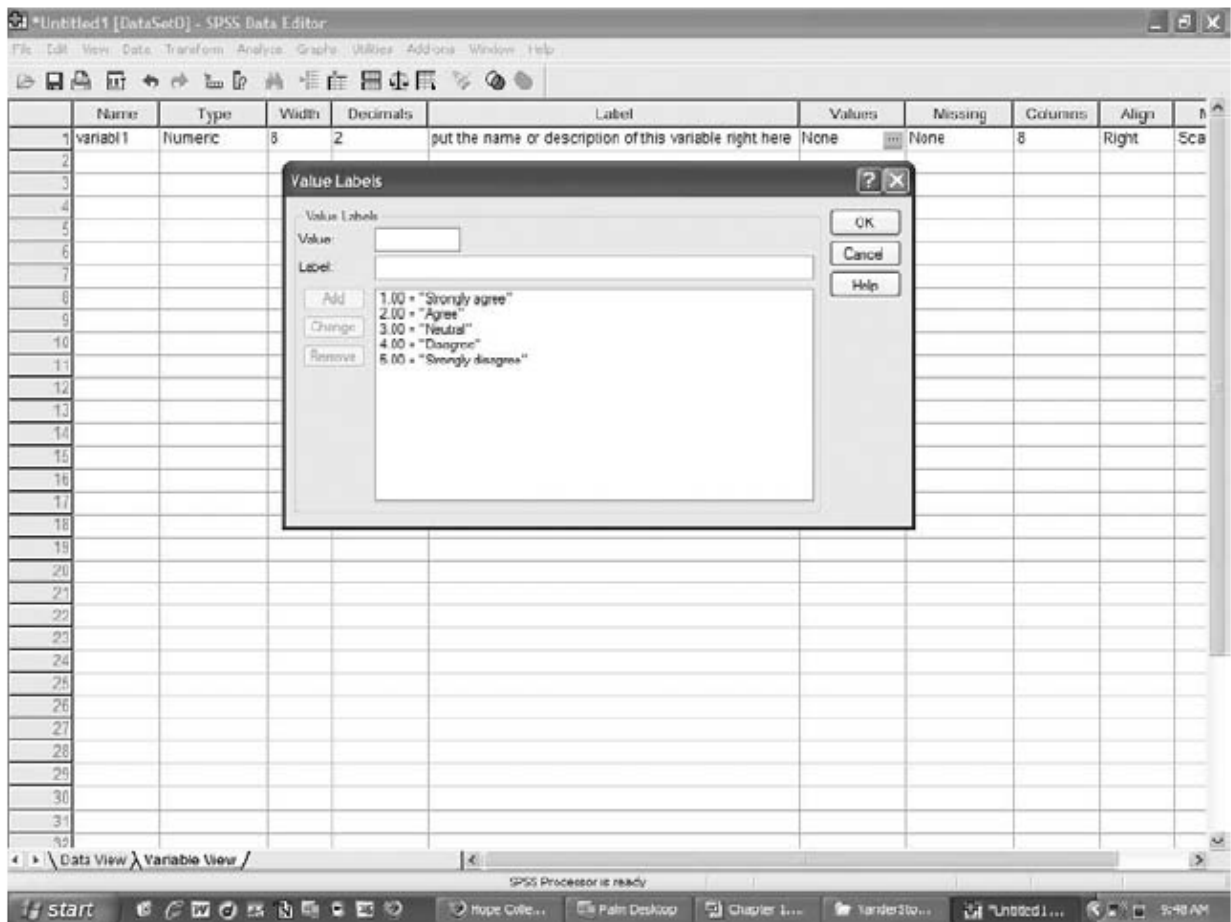 *Untitled1 [DataSet0] - SPSS Data Editor
File Edit View Data Transform Analyze Graphs Utilities Add-ons Window Help
Name Type Width Decimals Label Values Missing Columns Align
1 variabl1 Numeric 8 2 put the name or description of this variable right here None ... None 8 Right Sca
2
3
4
5
6
7
8
9
10
11
12
13
14
15
16
17
18
19
20
21
22
23
24
25
26
27
28
29
30
31
32
Value Labels
Value Labels
Value:
Label:
OK
Cancel
Help
Add
Change
Remove
1.00 = "Strongly agree"
2.00 = "Agree"
3.00 = "Neutral"
4.00 = "Disagree"
5.00 = "Strongly disagree"
Data View Variable View
SPSS Processor is ready
start Hope Colle... Palm Desktop Chapter 1... VanderSto... *Untitled1 ... 9:48 AM